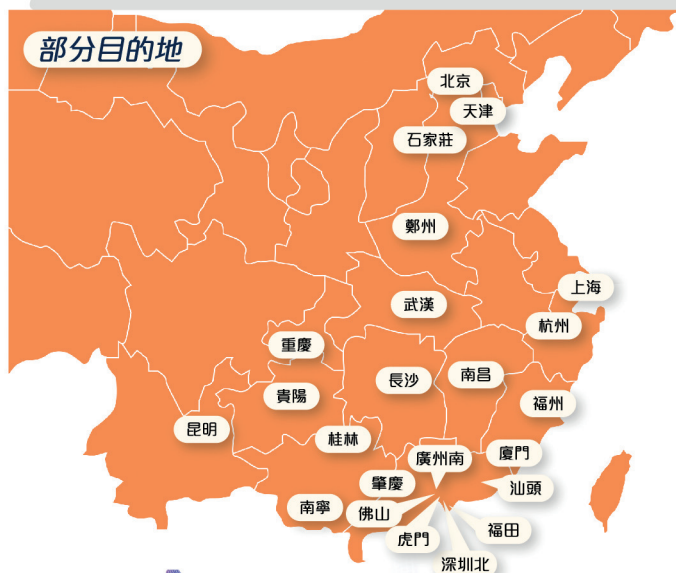 部分目的地
北京
天津
石家莊
鄭州
上海
武漢
杭州
重慶
長沙
南昌
貴陽
福州
昆明
桂林
廣州南
廈門
肇慶
汕頭
南寧
佛山
福田
虎門
深圳北